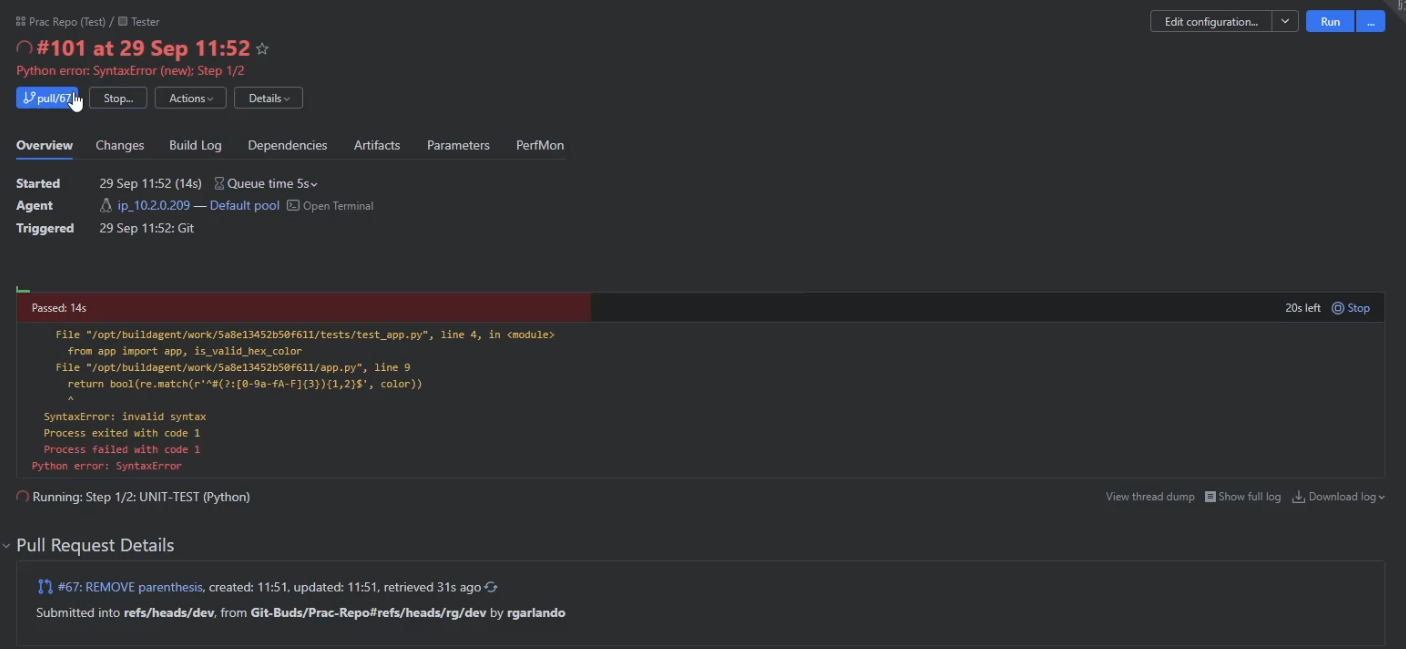 Prac Repo (Test) / Tester
Edit configuration...
Run
...
#101 at 29 Sep 11:52
Python error: SyntaxError (new); Step 1/2
pull/67
Stop...
Actions
Details
Overview
Changes
Build Log
Dependencies
Artifacts
Parameters
PerfMon
Started 29 Sep 11:52 (14s) Queue time 5s
Agent ip_10.2.0.209 — Default pool Open Terminal
Triggered 29 Sep 11:52: Git
Passed: 14s
20s left Stop
File "/opt/buildagent/work/5a8e13452b50f611/tests/test_app.py", line 4, in <module>
from app import app, is_valid_hex_color
File "/opt/buildagent/work/5a8e13452b50f611/app.py", line 9
return bool(re.match(r'^#(?:[0-9a-fA-F]{3}){1,2}$', color))
^
SyntaxError: invalid syntax
Process exited with code 1
Process failed with code 1
Python error: SyntaxError
Running: Step 1/2: UNIT-TEST (Python)
View thread dump
Show full log
Download log
Pull Request Details
#67: REMOVE parenthesis, created: 11:51, updated: 11:51, retrieved 31s ago
Submitted into refs/heads/dev, from Git-Buds/Prac-Repo#refs/heads/rg/dev by rgarlando